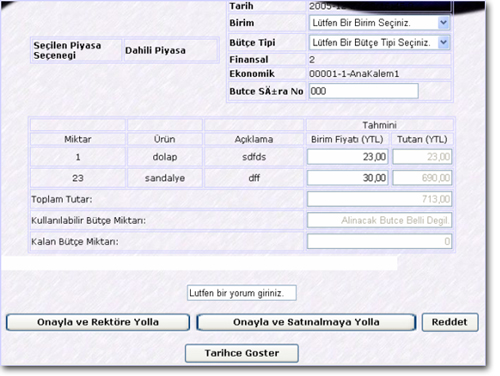 Tarih
Birim Lütfen Bir Birim Seçiniz.
Seçilen Piyasa Seçenegi Dahili Piyasa
Bütçe Tipi Lütfen Bir Bütçe Tipi Seçiniz.
Finansal 2
Ekonomik 00001-1-AnaKalem1
Butce SÄ±ra No 000
Tahmini
Miktar Ürün Açıklama Birim Fiyatı (YTL) Tutarı (YTL)
1 dolap sdfds 23,00 23,00
23 sandalye dff 30,00 690,00
Toplam Tutar: 713,00
Kullanılabilir Bütçe Miktarı: Alinacak Butce Belli Degil.
Kalan Bütçe Miktarı: 0
Lutfen bir yorum giriniz.
Onayla ve Rektöre Yolla Onayla ve Satınalmaya Yolla Reddet
Tarihce Goster